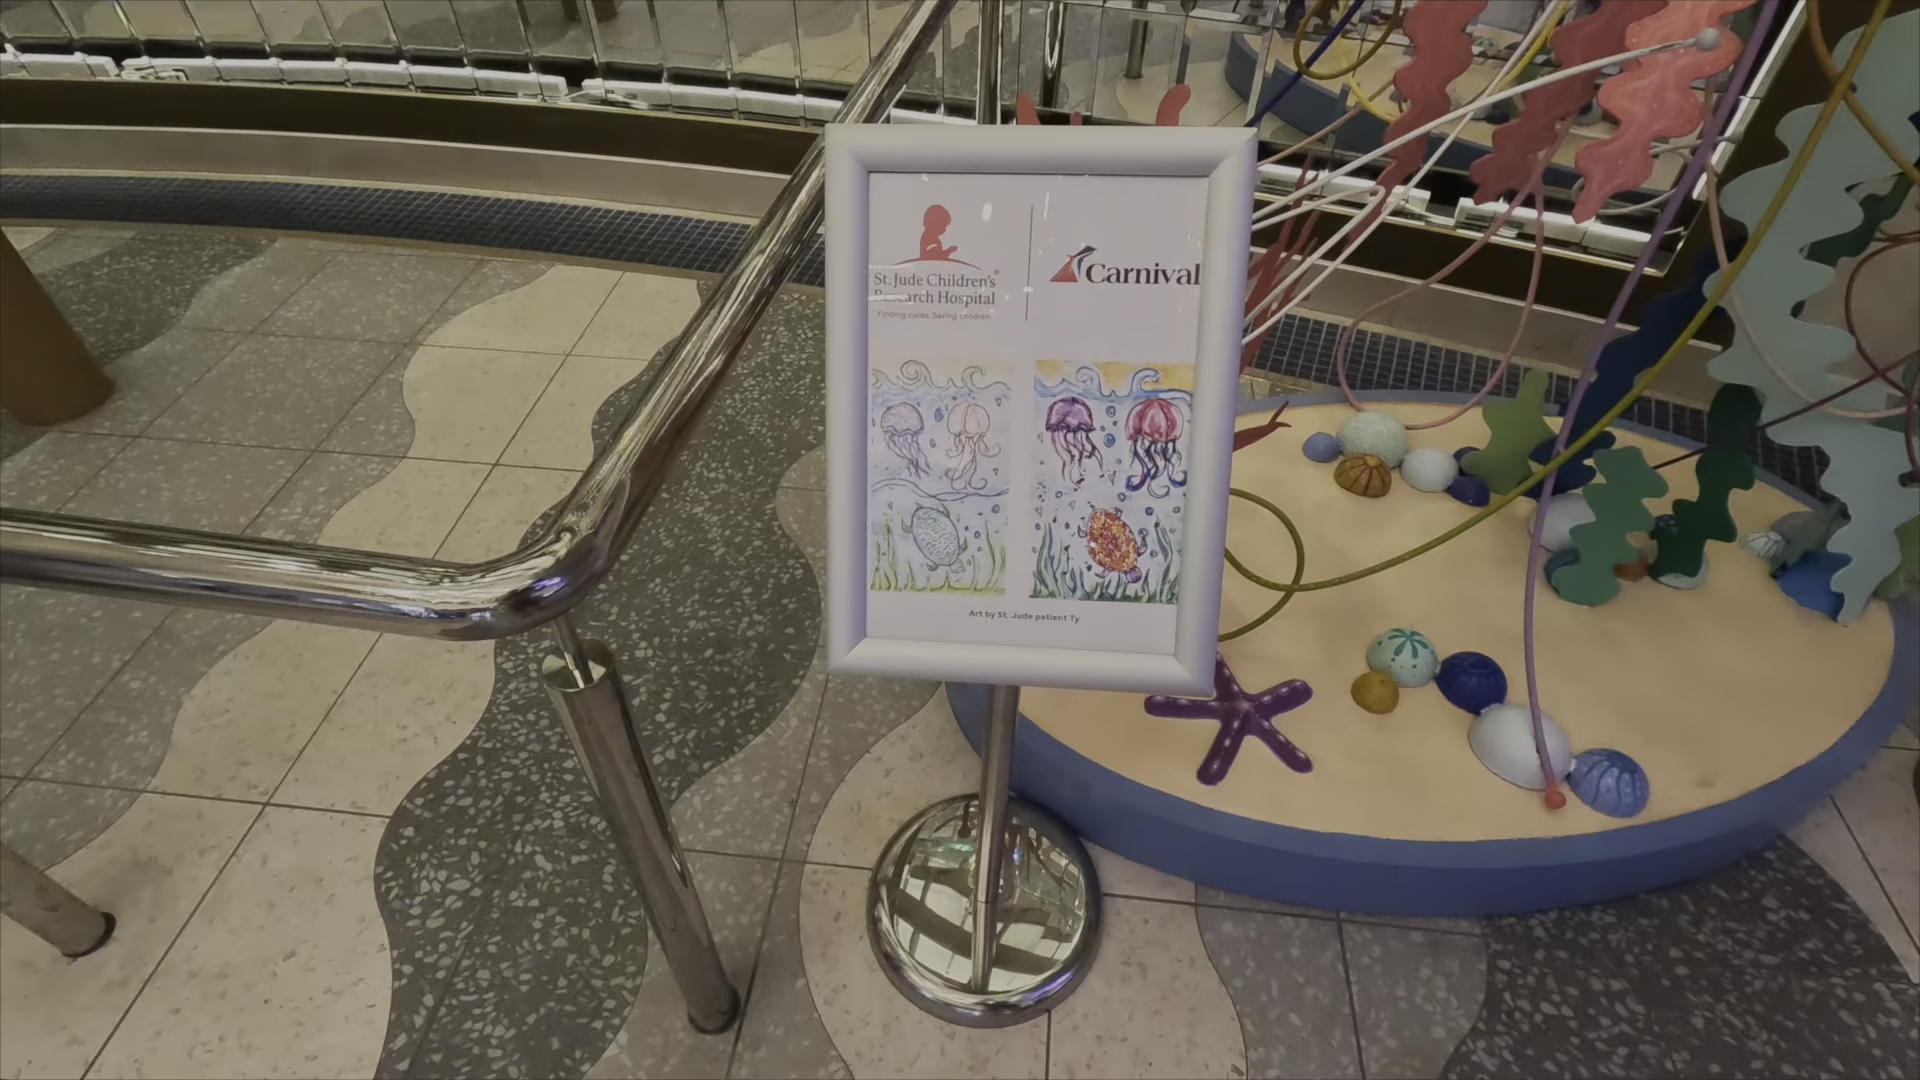 St. Jude Children's®
Research Hospital
Finding cures. Saving children.
Carnival
Art by St. Jude patient Ty